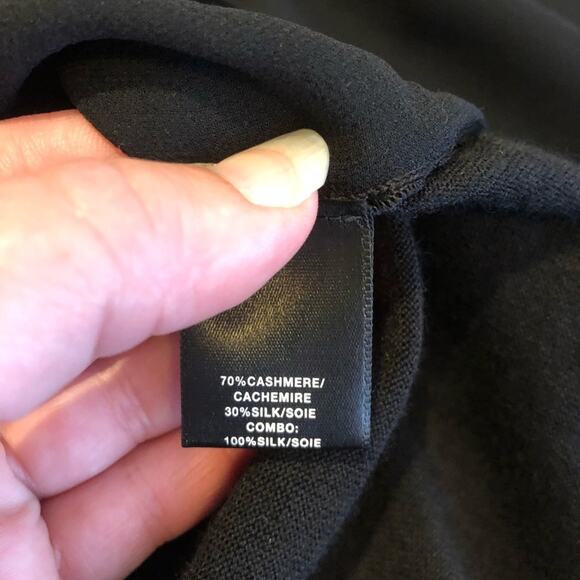 70%CASHMERE/
CACHEMIRE
30%SILK/SOIE
COMBO:
100%SILK/SOIE